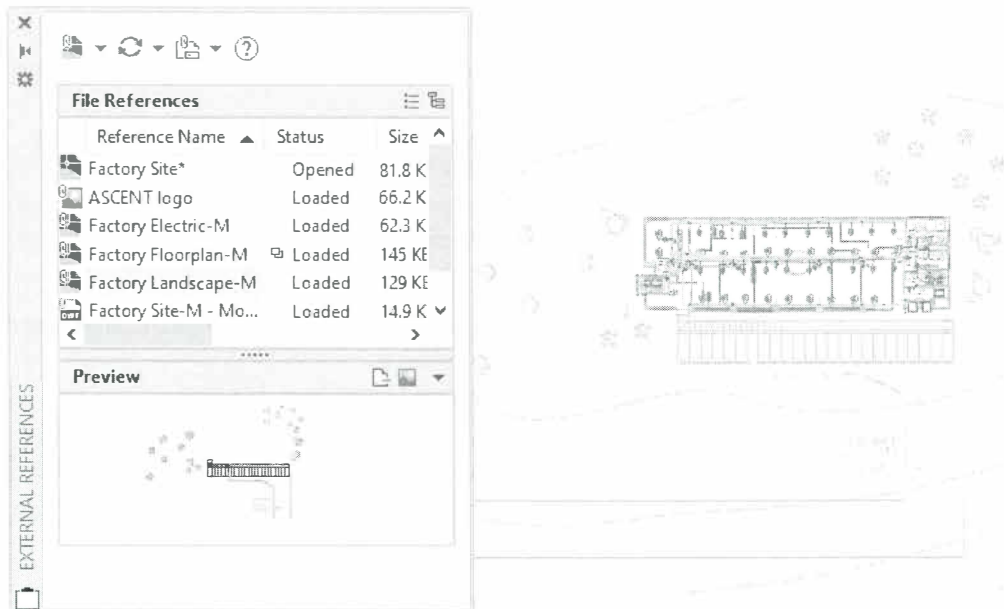 File References
Reference Name Status Size
Factory Site* Opened 81.8 K
ASCENT logo Loaded 66.2 K
Factory Electric-M Loaded 62.3 K
Factory Floorplan-M Loaded 145 KE
Factory Landscape-M Loaded 129 KE
Factory Site-M - Mo... Loaded 14.9 K
Preview
EXTERNAL REFERENCES